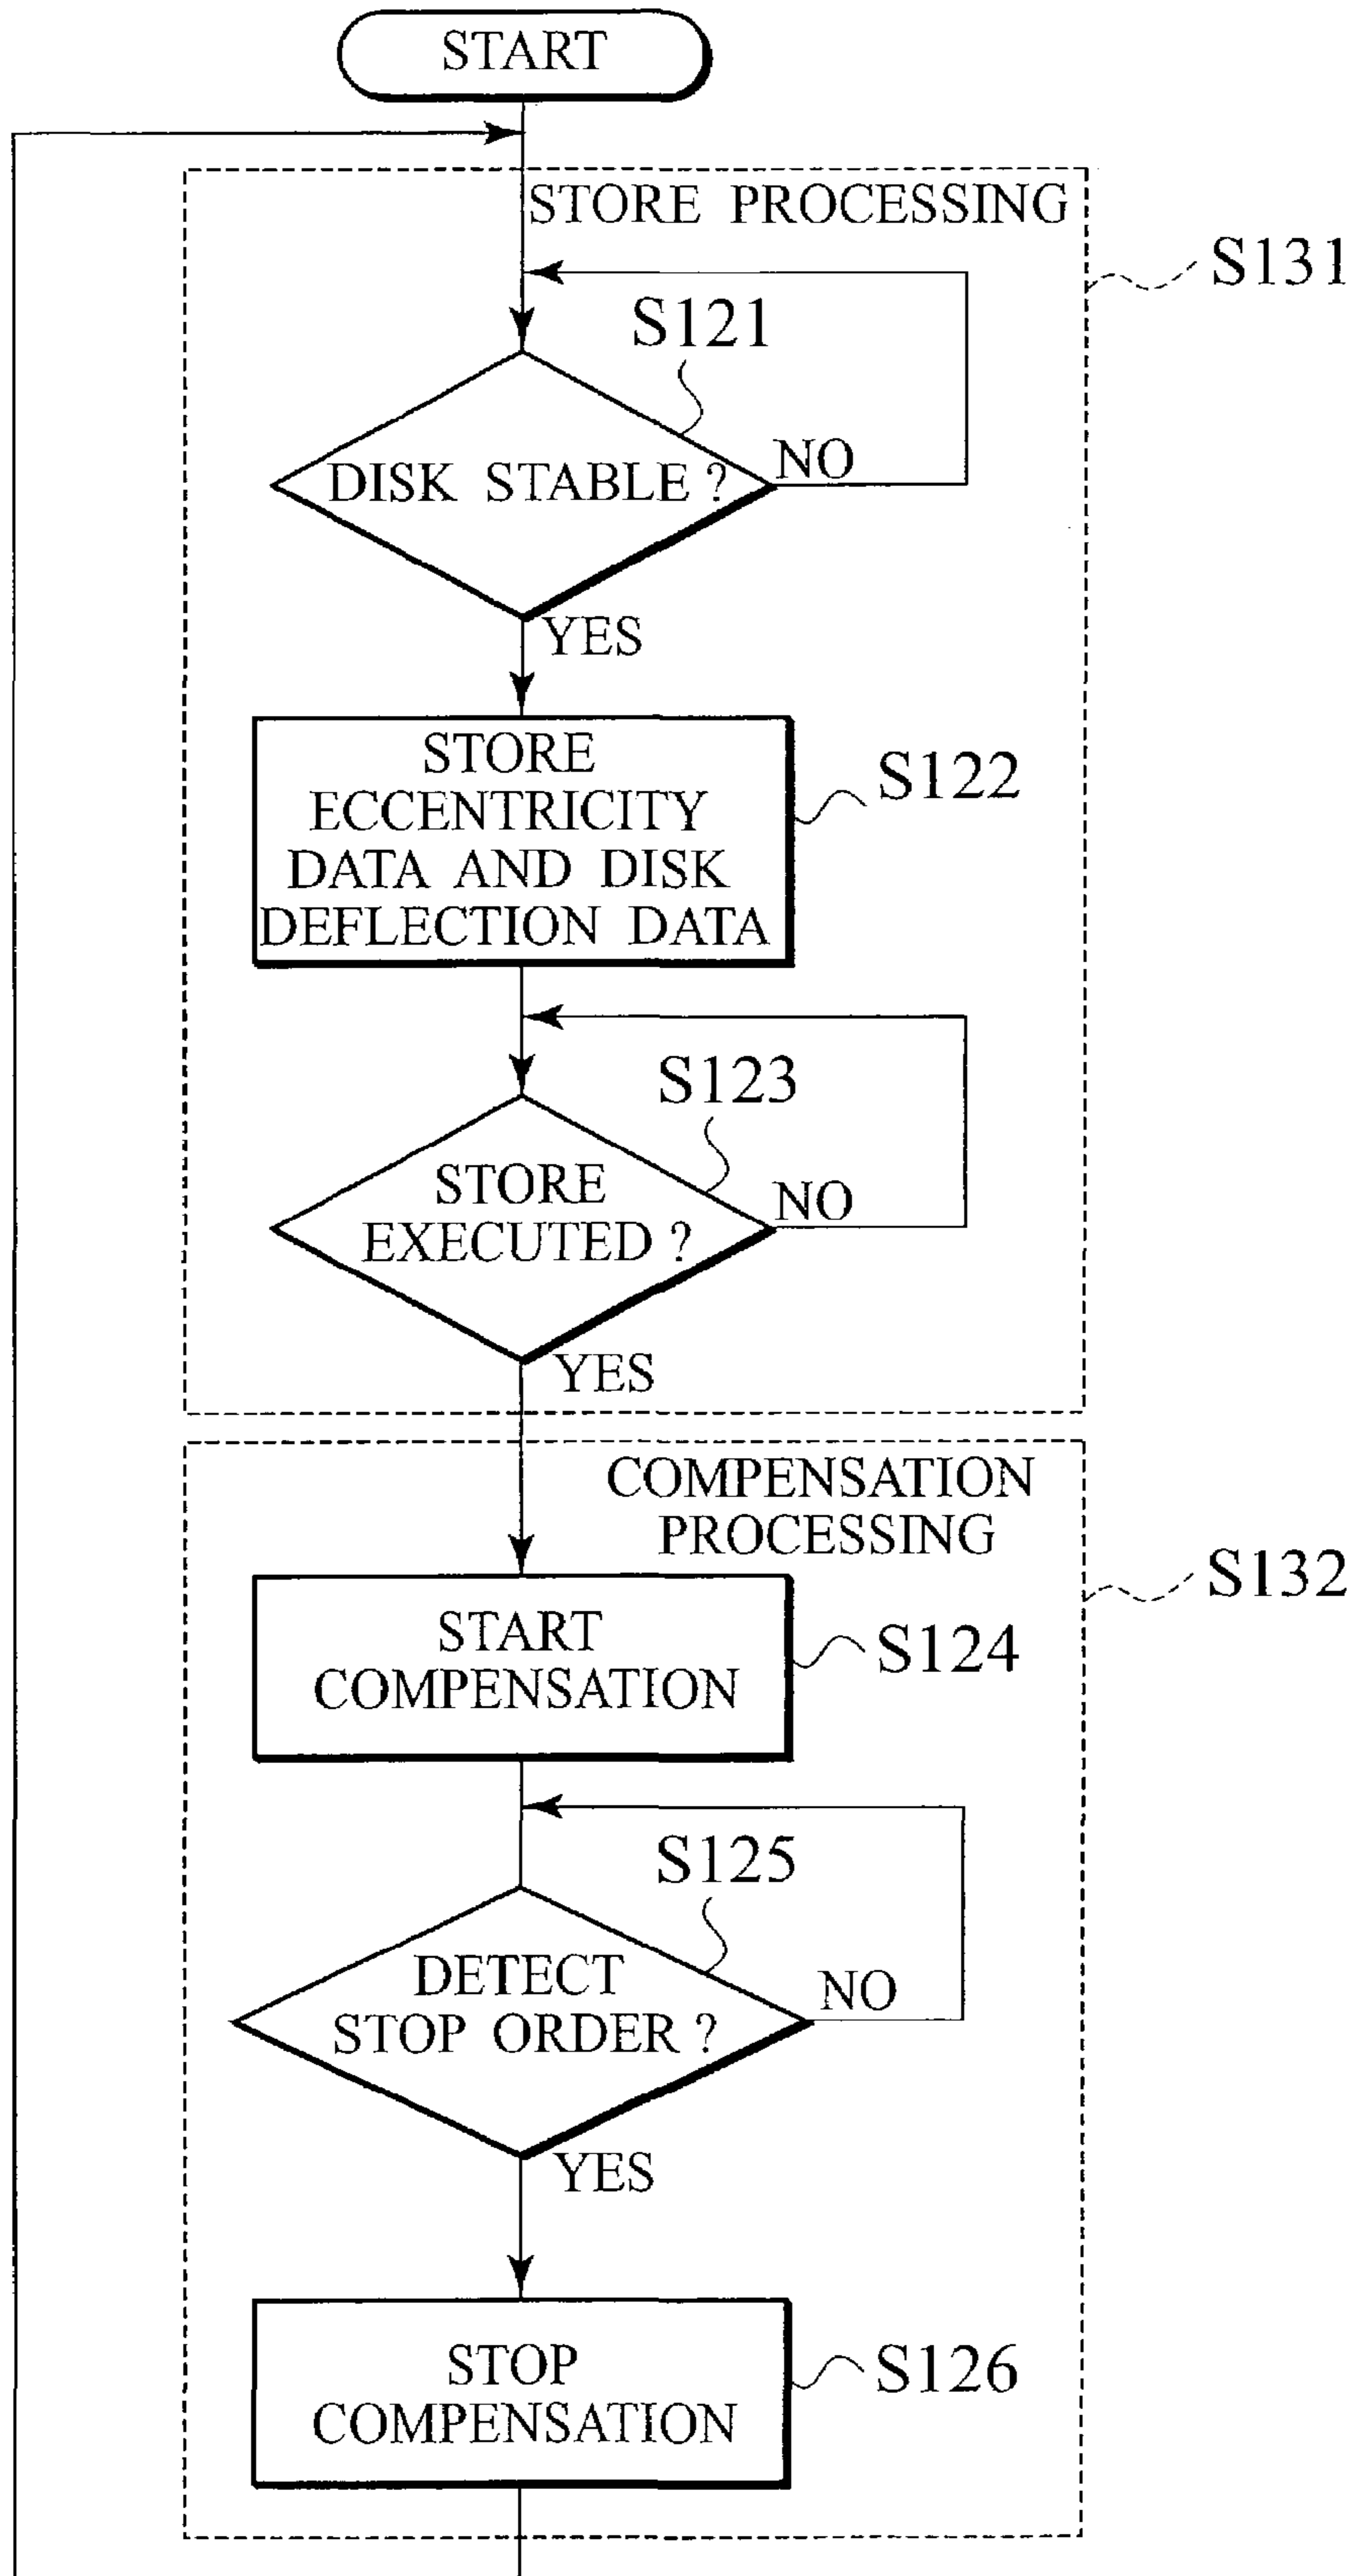 START
STORE PROCESSING
S131
S121
DISK STABLE ?
NO
YES
STORE
ECCENTRICITY
DATA AND DISK
DEFLECTION DATA
S122
S123
STORE
EXECUTED ?
NO
YES
COMPENSATION
PROCESSING
S132
START
COMPENSATION
S124
S125
DETECT
STOP ORDER ?
NO
YES
STOP
COMPENSATION
S126